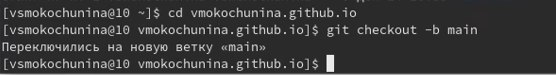 [vsmokochunina@10 ~]$ cd vmokochunina.github.io
[vsmokochunina@10 vmokochunina.github.io]$ git checkout -b main
Переключились на новую ветку «main»
[vsmokochunina@10 vmokochunina.github.io]$